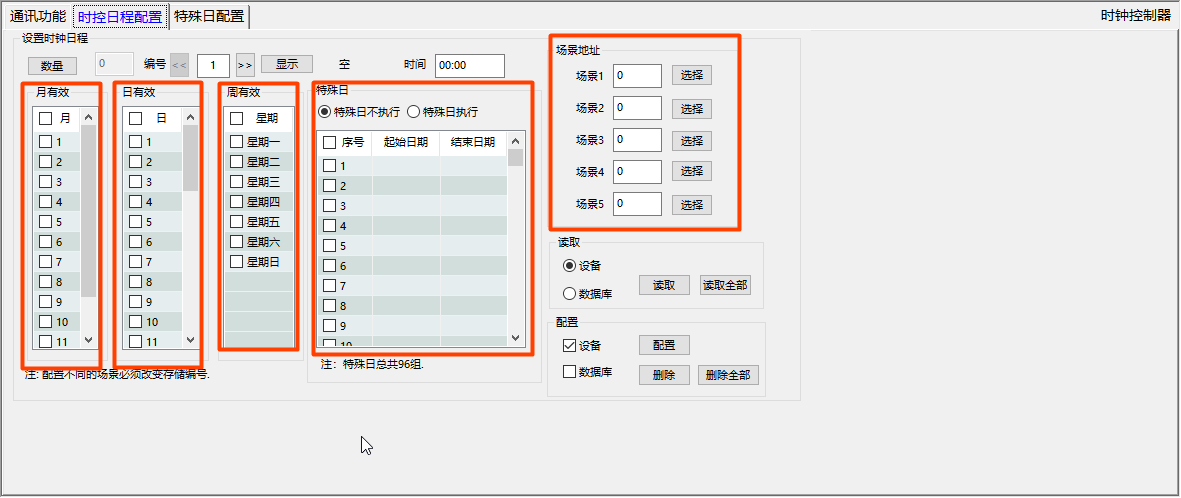 通讯功能 时控日程配置 特殊日配置 时钟控制器
设置时钟日程
数量 0 编号 << 1 >> 显示 空 时间 00:00
月有效
月
1
2
3
4
5
6
7
8
9
10
11
日有效
日
1
2
3
4
5
6
7
8
9
10
11
周有效
星期
星期一
星期二
星期三
星期四
星期五
星期六
星期日
特殊日
特殊日不执行 特殊日执行
序号 起始日期 结束日期
1
2
3
4
5
6
7
8
9
10
注：特殊日总共96组.
注: 配置不同的场景必须改变存储编号.
场景地址
场景1 0 选择
场景2 0 选择
场景3 0 选择
场景4 0 选择
场景5 0 选择
读取
设备
数据库
读取 读取全部
配置
设备 配置
数据库 删除 删除全部